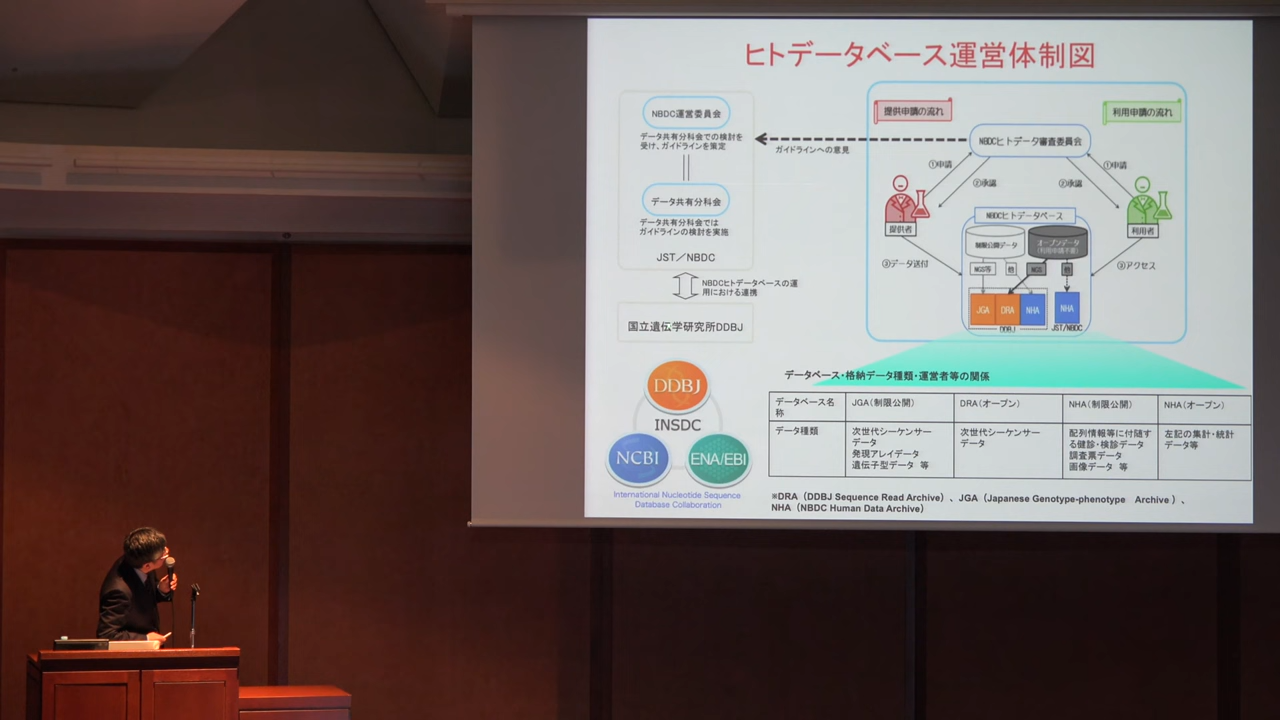 ヒトデータベース運営体制図
NBDC運営委員会
データ共有分科会での検討を
受け、ガイドラインを策定
データ共有分科会
データ共有分科会では
ガイドラインの検討を実施
JST／NBDC
NBDCヒトデータベースの運
用における連携
国立遺伝学研究所DDBJ
ガイドラインへの意見
提供申請の流れ
利用申請の流れ
NBDCヒトデータ審査委員会
①申請
②承認
②承認
①申請
提供者
利用者
③データ送付
③アクセス
NBDCヒトデータベース
制限公開データ
オープンデータ
(利用申請不要)
NGS等
他
NGS
他
JGA
DRA
NHA
NHA
DDBJ
JST/NBDC
DDBJ
INSDC
NCBI
ENA/EBI
International Nucleotide Sequence
Database Collaboration
データベース・格納データ種類・運営者等の関係
データベース名
称
JGA（制限公開）
DRA（オープン）
NHA（制限公開）
NHA（オープン）
データ種類
次世代シーケンサー
データ
発現アレイデータ
遺伝子型データ 等
次世代シーケンサー
データ
配列情報等に付随す
る健診・検診データ
調査票データ
画像データ 等
左記の集計・統計
データ等
※DRA（DDBJ Sequence Read Archive）、JGA（Japanese Genotype-phenotype Archive ）、
NHA（NBDC Human Data Archive）